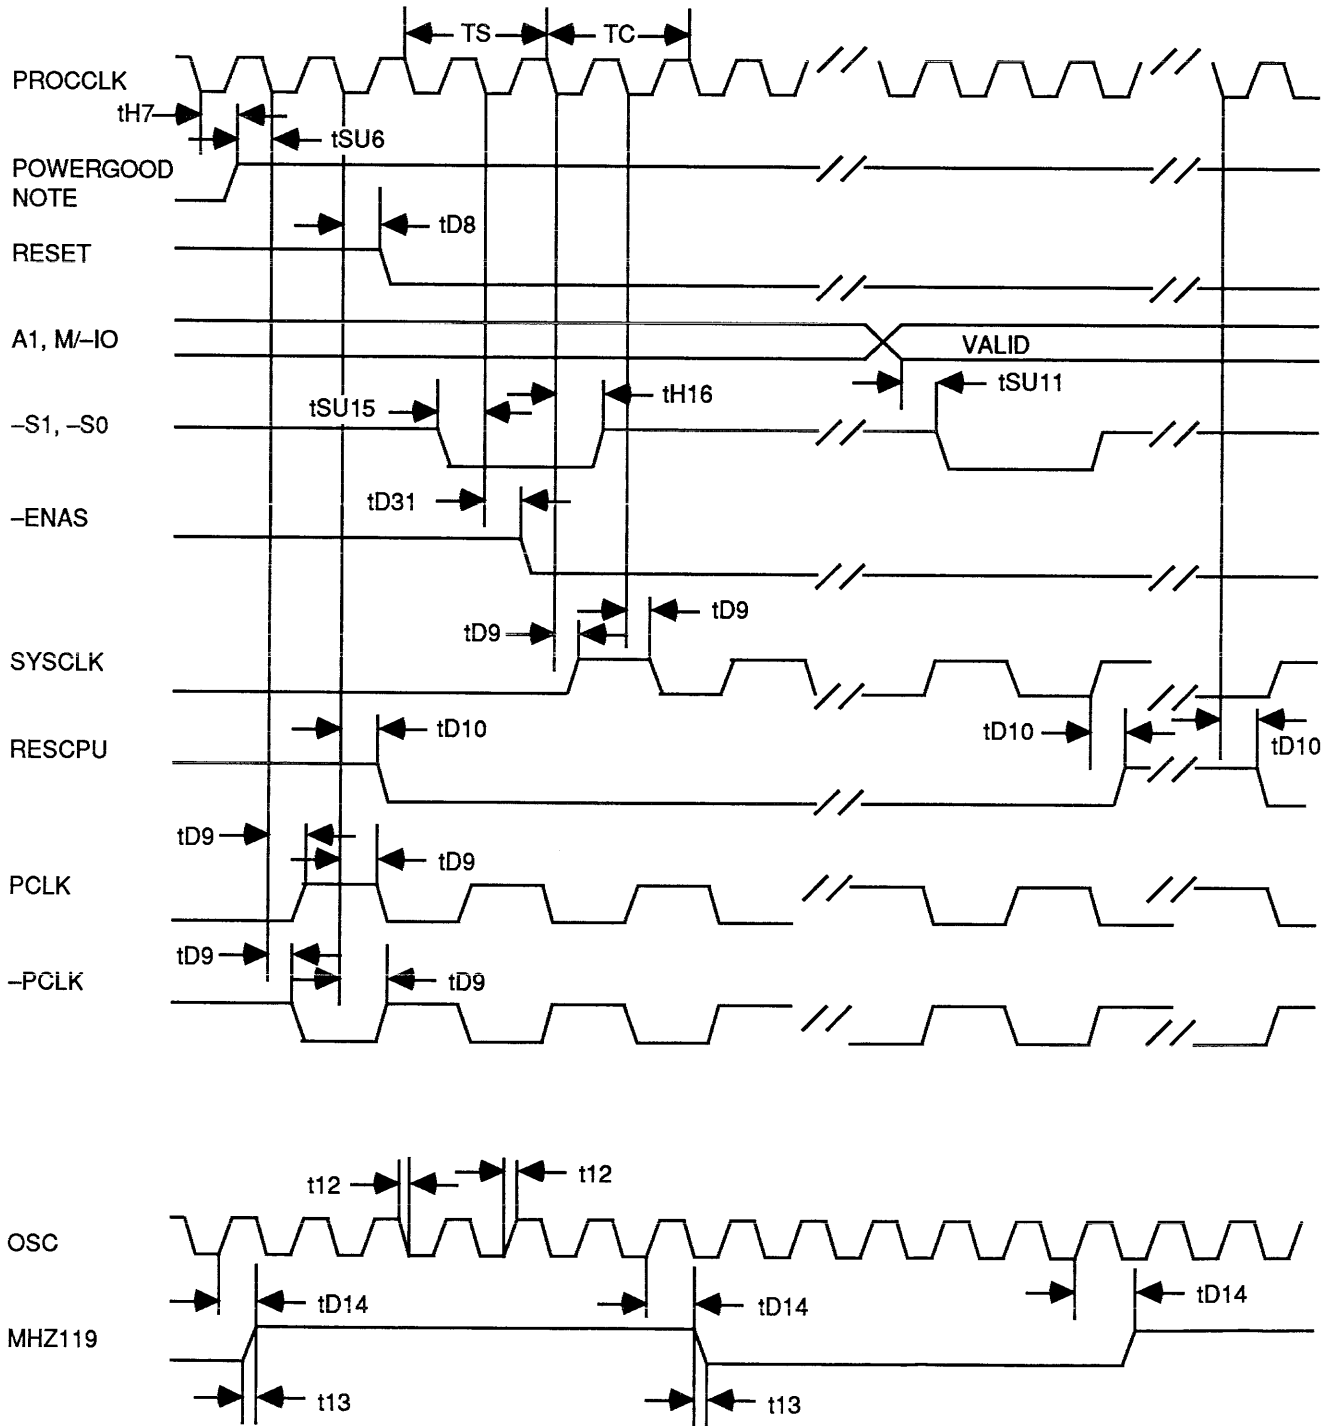 TS TC
PROCCLK
tH7
tSU6
POWERGOOD
NOTE
tD8
RESET
A1, M/–IO
VALID
tSU11
tH16
tSU15
–S1, –S0
tD31
–ENAS
tD9
tD9
SYSCLK
tD10 tD10 tD10
RESCPU
tD9
tD9
PCLK
tD9
tD9
–PCLK
t12 t12
OSC
tD14 tD14 tD14
MHZ119
t13 t13